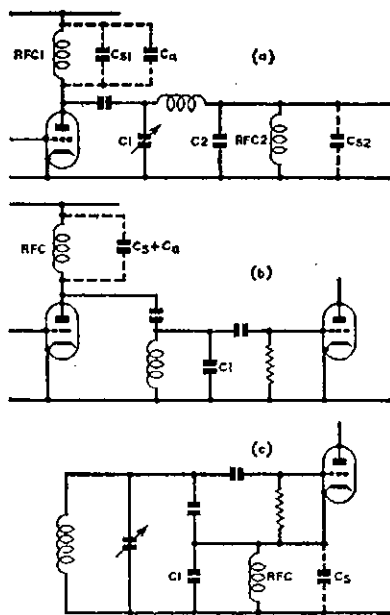 RFC1 CS1 Ca (a)
C1 C2 RFC2 CS2
RFC CS+Ca (b)
C1
(c)
C1 RFC CS